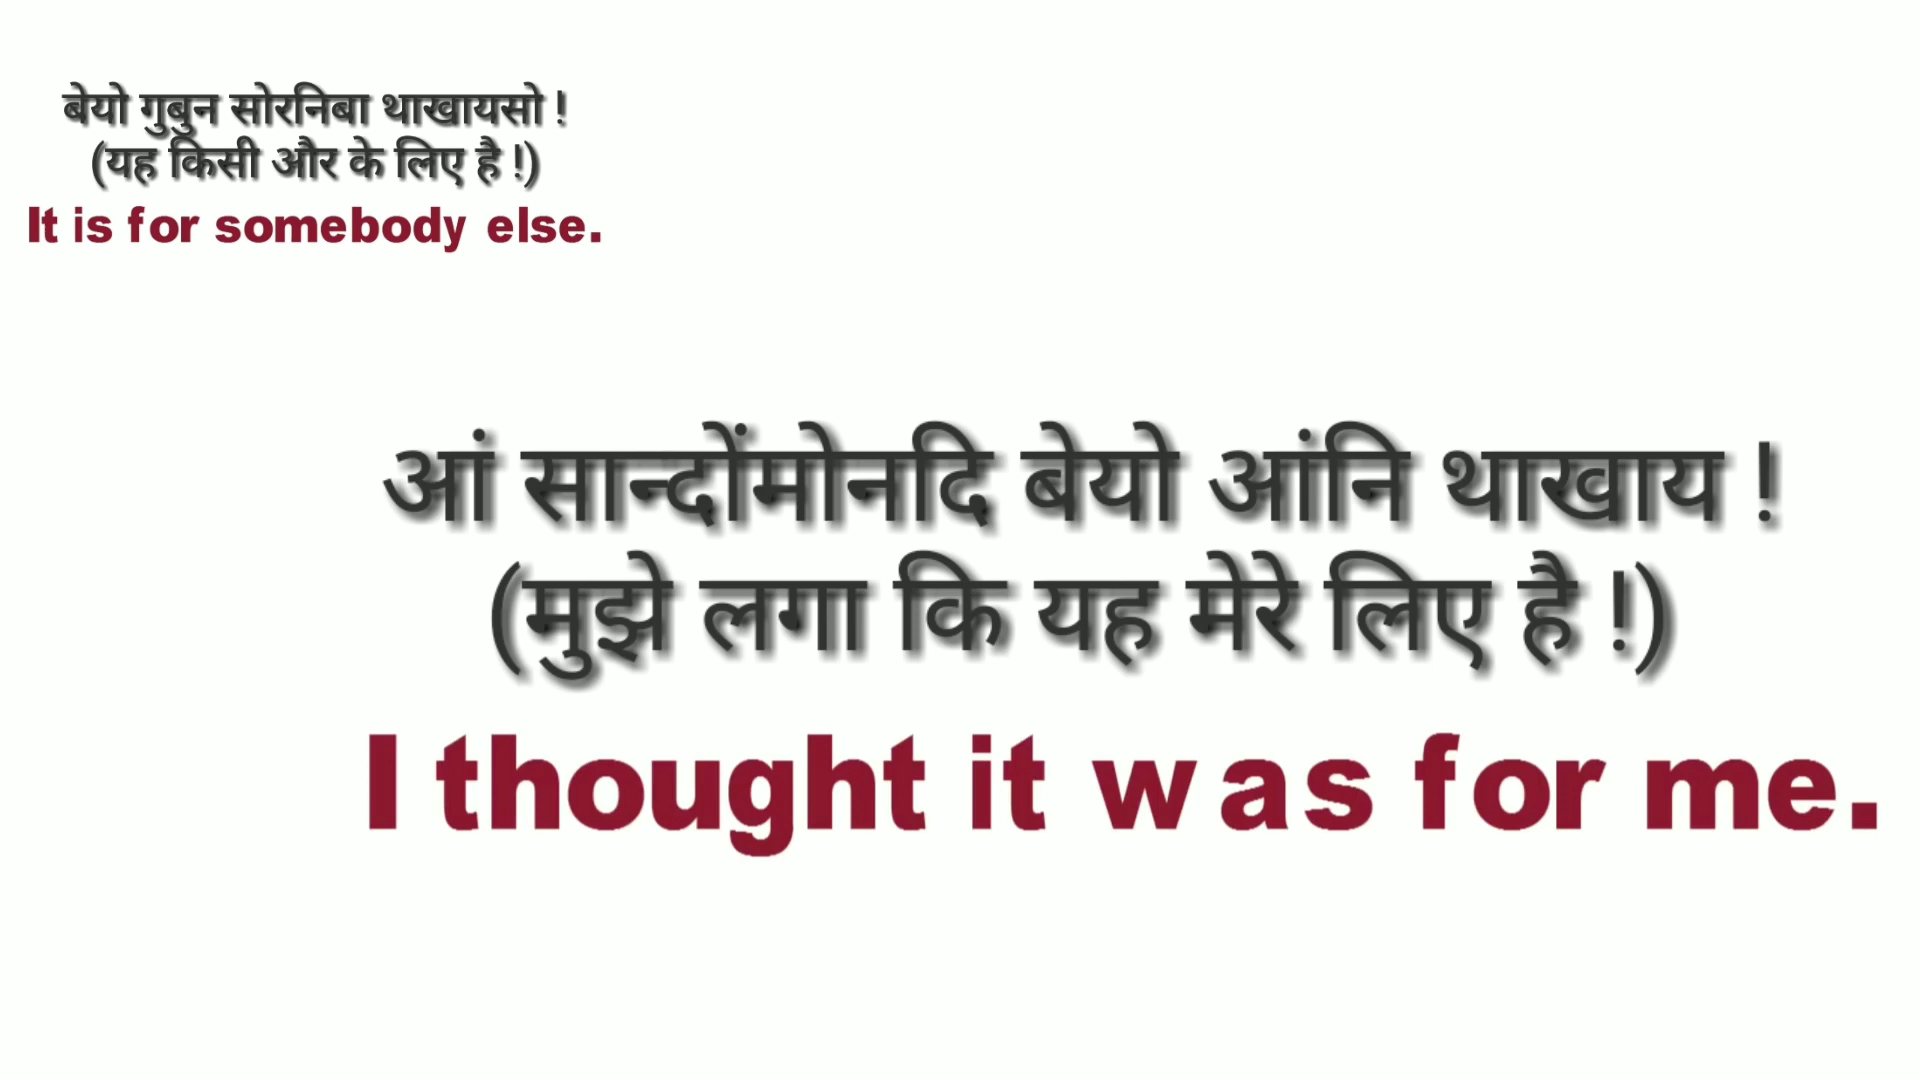 बेयो गुबुन सोरनिबा थाखायसो !
(यह किसी और के लिए है !)
It is for somebody else.
आं सान्दोंमोनदि बेयो आंनि थाखाय !
(मुझे लगा कि यह मेरे लिए है !)
I thought it was for me.